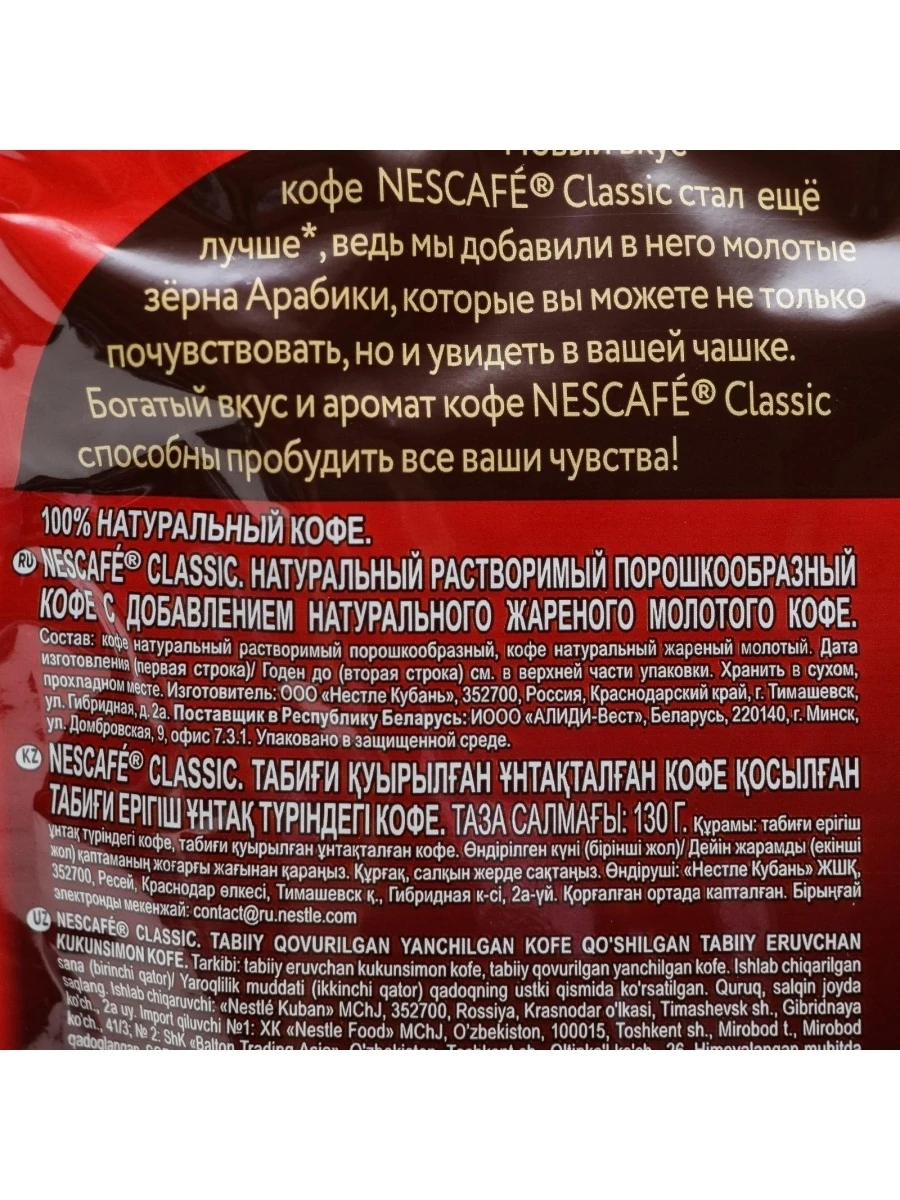 Новый вкус
кофе NESCAFÉ® Classic стал ещё
лучше*, ведь мы добавили в него молотые
зёрна Арабики, которые вы можете не только
почувствовать, но и увидеть в вашей чашке.
Богатый вкус и аромат кофе NESCAFÉ® Classic
способны пробудить все ваши чувства!
100% НАТУРАЛЬНЫЙ КОФЕ.
RU NESCAFÉ® CLASSIC. НАТУРАЛЬНЫЙ РАСТВОРИМЫЙ ПОРОШКООБРАЗНЫЙ
КОФЕ С ДОБАВЛЕНИЕМ НАТУРАЛЬНОГО ЖАРЕНОГО МОЛОТОГО КОФЕ.
Состав: кофе натуральный растворимый порошкообразный, кофе натуральный жареный молотый. Дата
изготовления (первая строка)/ Годен до (вторая строка) см. в верхней части упаковки. Хранить в сухом,
прохладном месте. Изготовитель: ООО «Нестле Кубань», 352700, Россия, Краснодарский край, г. Тимашевск,
ул. Гибридная, д. 2а. Поставщик в Республику Беларусь: ИООО «АЛИДИ-Вест», Беларусь, 220140, г. Минск,
ул. Домбровская, 9, офис 7.3.1. Упаковано в защищенной среде.
KZ NESCAFÉ® CLASSIC. ТАБИҒИ ҚУЫРЫЛҒАН ҰНТАҚТАЛҒАН КОФЕ ҚОСЫЛҒАН
ТАБИҒИ ЕРІГІШ ҰНТАҚ ТҮРІНДЕГІ КОФЕ. ТАЗА САЛМАҒЫ: 130 Г. Құрамы: табиғи ерігіш
ұнтақ түріндегі кофе, табиғи қуырылған ұнтақталған кофе. Өндірілген күні (бірінші жол)/ Дейін жарамды (екінші
жол) қаптаманың жоғарғы жағынан қараңыз. Құрғақ, салқын жерде сақтаңыз. Өндіруші: «Нестле Кубань» ЖШҚ,
352700, Ресей, Краснодар өлкесі, Тимашевск қ., Гибридная к-сі, 2а-үй. Қорғалған ортада капталған. Бірыңғай
электронды мекенжай: contact@ru.nestle.com
UZ NESCAFÉ® CLASSIC. TABIIY QOVURILGAN YANCHILGAN KOFE QO'SHILGAN TABIIY ERUVCHAN
KUKUNSIMON KOFE. Tarkibi: tabiiy eruvchan kukunsimon kofe, tabiiy qovurilgan yanchilgan kofe. Ishlab chiqarilgan
sana (birinchi qator)/ Yaroqlilik muddati (ikkinchi qator) qadoqning ustki qismida ko'rsatilgan. Quruq, salqin joyda
saqlang. Ishlab chiqaruvchi: «Nestlé Kuban» MChJ, 352700, Rossiya, Krasnodar o'lkasi, Timashevsk sh., Gibridnaya
ko'ch., 2a uy. Import qiluvchi №1: XK «Nestle Food» MChJ, O'zbekiston, 100015, Toshkent sh., Mirobod t., Mirobod
ko'ch., 41/3; № 2: ShK «Balton Trading Asia», O'zbekiston, Toshkent sh., 26. Himoyalangan muhitda
qadoqlangan